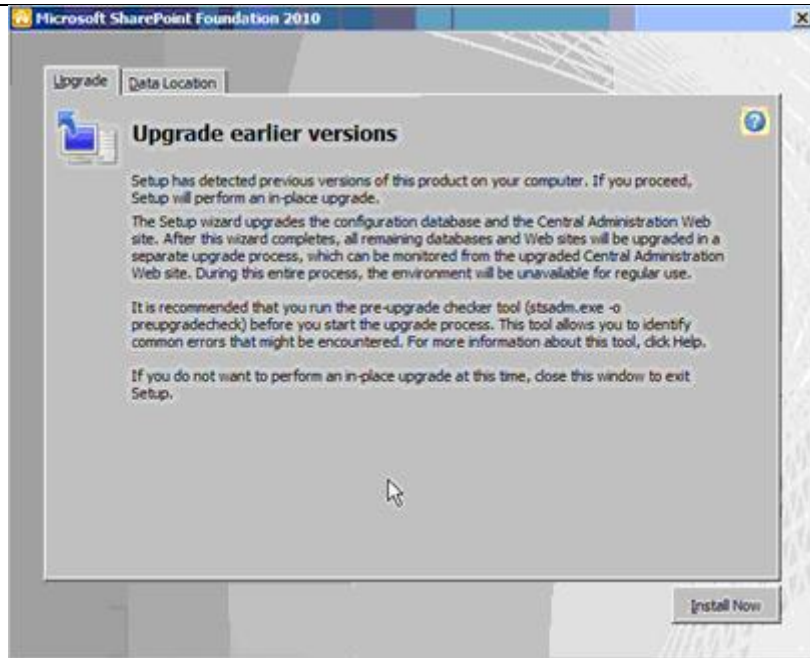 Microsoft SharePoint Foundation 2010
Upgrade
Data Location
Upgrade earlier versions
Setup has detected previous versions of this product on your computer. If you proceed,
Setup will perform an in-place upgrade.
The Setup wizard upgrades the configuration database and the Central Administration Web
site. After this wizard completes, all remaining databases and Web sites will be upgraded in a
separate upgrade process, which can be monitored from the upgraded Central Administration
Web site. During this entire process, the environment will be unavailable for regular use.
It is recommended that you run the pre-upgrade checker tool (stsadm.exe -o
preupgradecheck) before you start the upgrade process. This tool allows you to identify
common errors that might be encountered. For more information about this tool, click Help.
If you do not want to perform an in-place upgrade at this time, close this window to exit
Setup.
Install Now